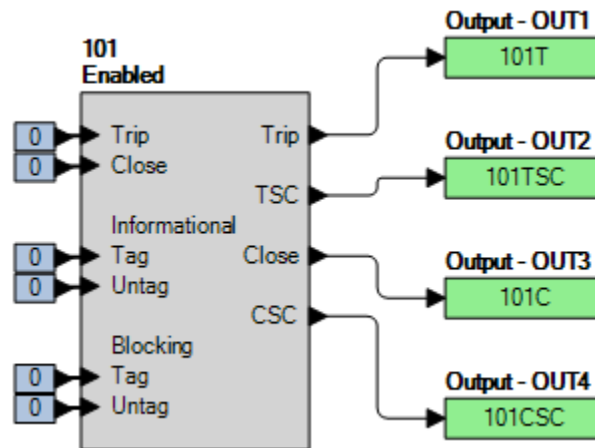 101
Enabled
0 Trip
0 Close
Informational
0 Tag
0 Untag
Blocking
0 Tag
0 Untag
Trip
TSC
Close
CSC
Output - OUT1
101T
Output - OUT2
101TSC
Output - OUT3
101C
Output - OUT4
101CSC